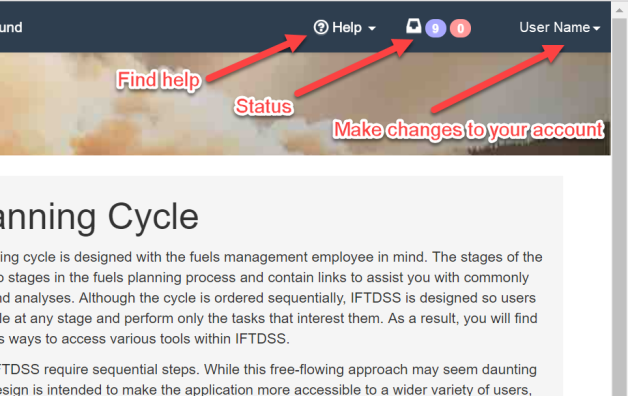 und Help 9 0 User Name
Find help
Status
Make changes to your account
anning Cycle
ing cycle is designed with the fuels management employee in mind. The stages of the
o stages in the fuels planning process and contain links to assist you with commonly
nd analyses. Although the cycle is ordered sequentially, IFTDSS is designed so users
le at any stage and perform only the tasks that interest them. As a result, you will find
s ways to access various tools within IFTDSS.
FTDSS require sequential steps. While this free-flowing approach may seem daunting
esign is intended to make the application more accessible to a wider variety of users,